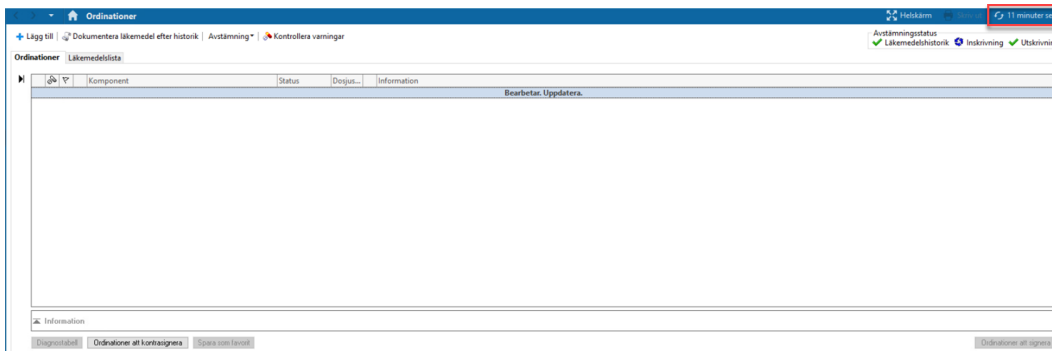 Ordinationer
Helskärm
11 minuter se
Lägg till Dokumentera läkemedel efter historik Avstämning Kontrollera varningar
Avstämningsstatus
Läkemedelshistorik Inskrivning Utskrivnin
Ordinationer Läkemedelslista
Komponent Status Dosjus... Information
Bearbetar. Uppdatera.
Information
Diagnostabell Ordinationer att kontrasignera Spara som favorit Ordinationer att signera